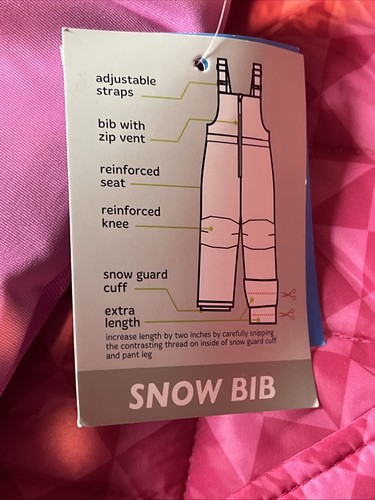 adjustable
straps
bib with
zip vent
reinforced
seat
reinforced
knee
snow guard
cuff
extra
length
increase length by two inches by carefully snipping
the contrasting thread on inside of snow guard cuff
and pant leg
SNOW BIB